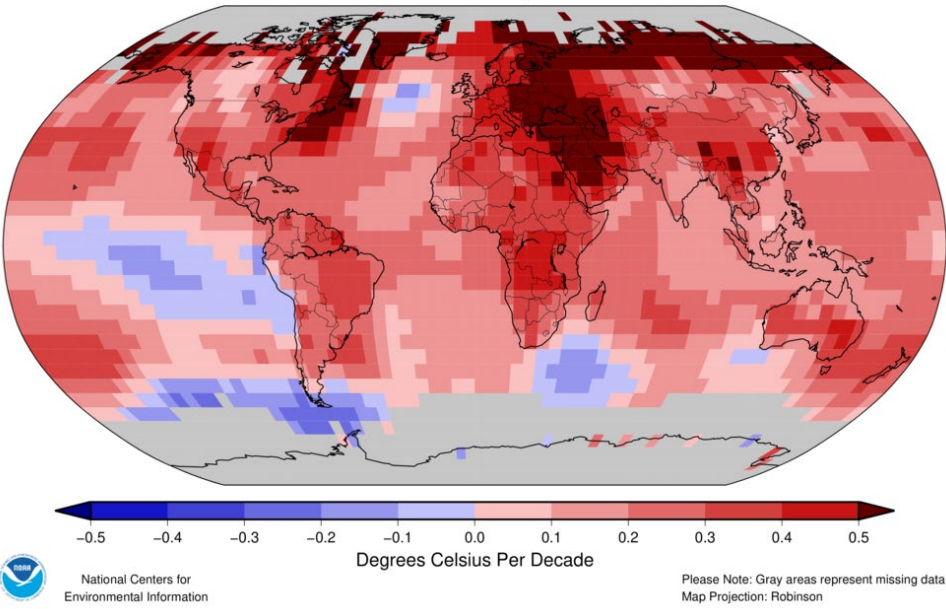 −0.5 −0.4 −0.3 −0.2 −0.1 0.0 0.1 0.2 0.3 0.4 0.5
Degrees Celsius Per Decade
NOAA
National Centers for
Environmental Information
Please Note: Gray areas represent missing data
Map Projection: Robinson